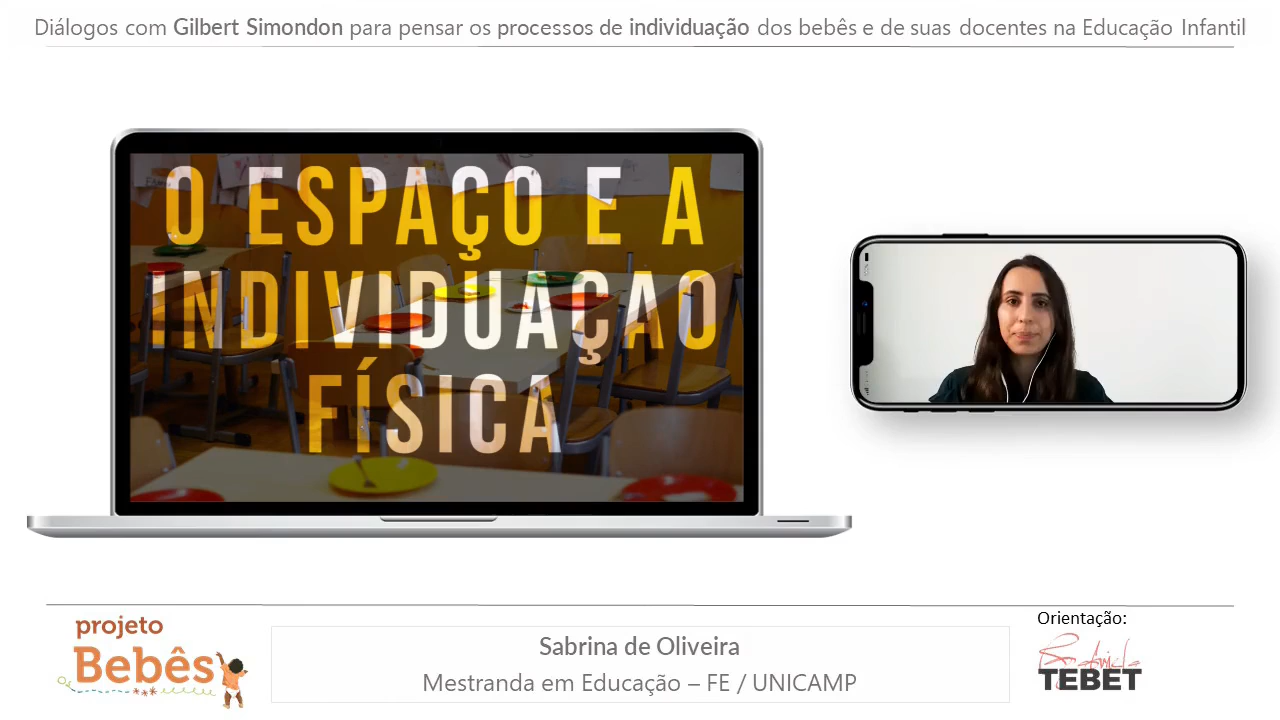 Diálogos com Gilbert Simondon para pensar os processos de individuação dos bebês e de suas docentes na Educação Infantil
O ESPAÇO E A
INDIVIDUAÇÃO
FÍSICA
projeto
Bebês
Sabrina de Oliveira
Mestranda em Educação – FE / UNICAMP
Orientação:
TEBET